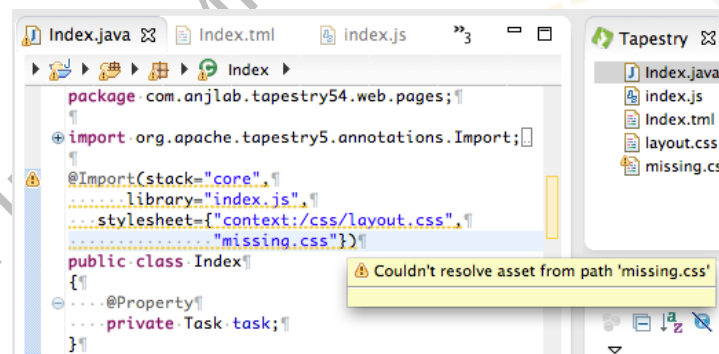 Index.java Index.tml index.js »3
Tapestry
Index
Index.java
index.js
Index.tml
layout.css
missing.cs
package com.anjlab.tapestry54.web.pages;¶
¶
import org.apache.tapestry5.annotations.Import;
¶
@Import(stack="core",¶
......library="index.js",¶
...stylesheet={"context:/css/layout.css",¶
..............."missing.css"})¶
public class Index¶
{¶
....@Property¶
....private Task task;¶
}¶
Couldn't resolve asset from path 'missing.css'